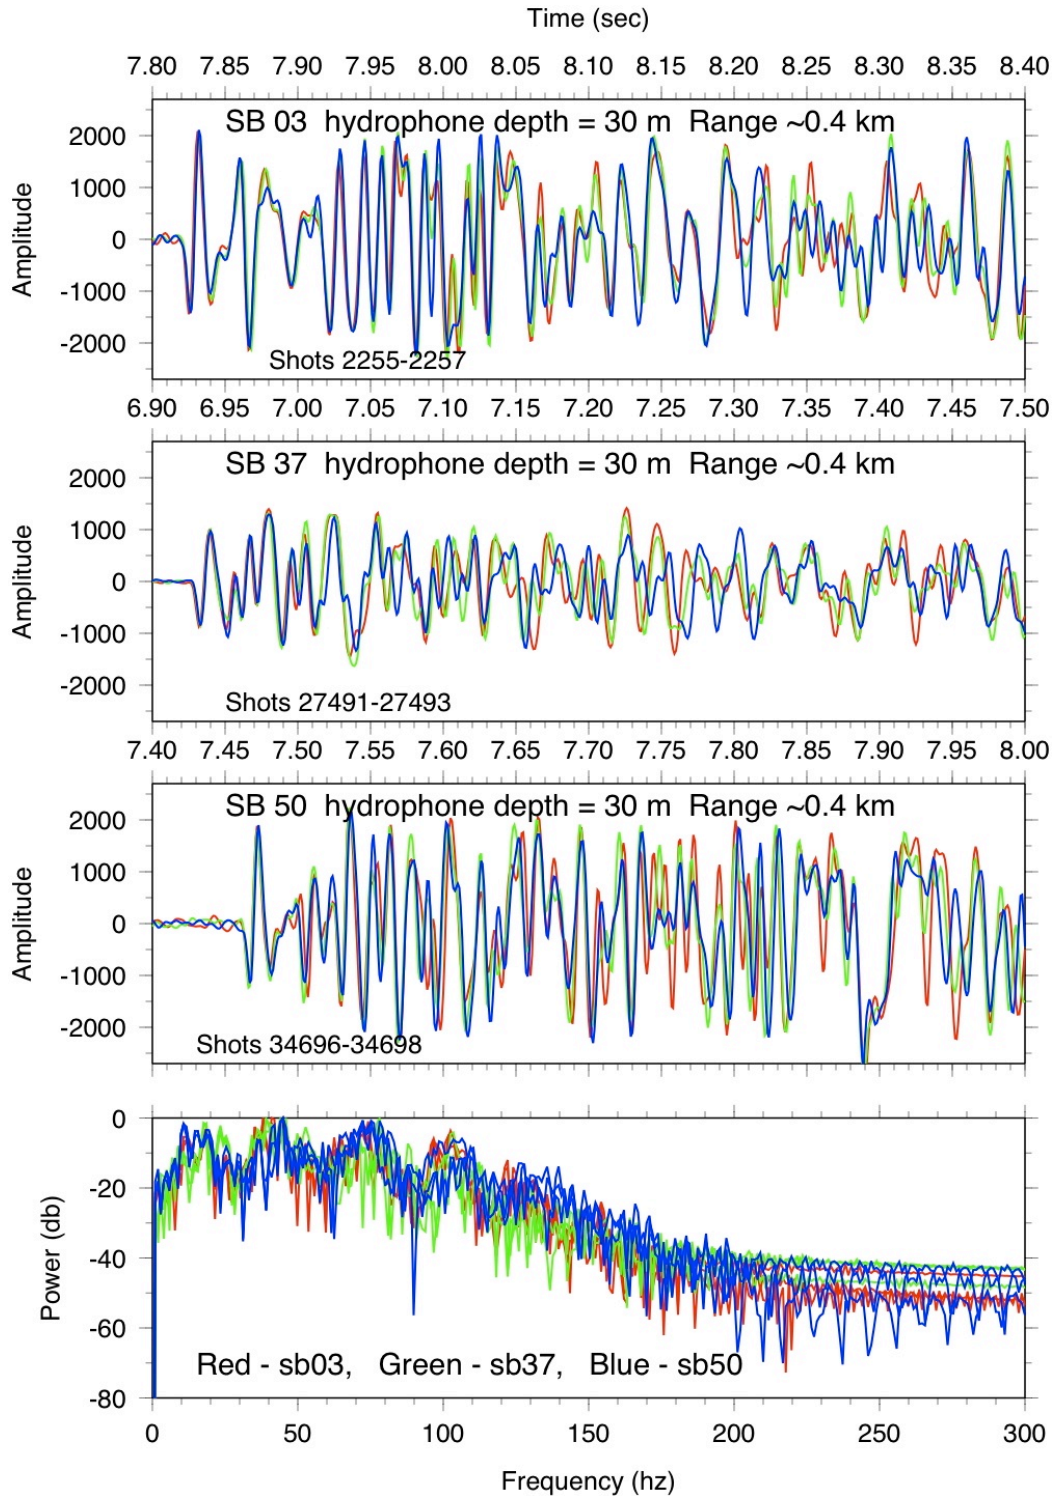 Time (sec)
7.80 7.85 7.90 7.95 8.00 8.05 8.10 8.15 8.20 8.25 8.30 8.35 8.40
SB 03 hydrophone depth = 30 m Range ~0.4 km
Amplitude
2000
1000
0
-1000
-2000
Shots 2255-2257
6.90 6.95 7.00 7.05 7.10 7.15 7.20 7.25 7.30 7.35 7.40 7.45 7.50
SB 37 hydrophone depth = 30 m Range ~0.4 km
Amplitude
2000
1000
0
-1000
-2000
Shots 27491-27493
7.40 7.45 7.50 7.55 7.60 7.65 7.70 7.75 7.80 7.85 7.90 7.95 8.00
SB 50 hydrophone depth = 30 m Range ~0.4 km
Amplitude
2000
1000
0
-1000
-2000
Shots 34696-34698
Power (db)
0
-20
-40
-60
-80
Red - sb03, Green - sb37, Blue - sb50
0 50 100 150 200 250 300
Frequency (hz)